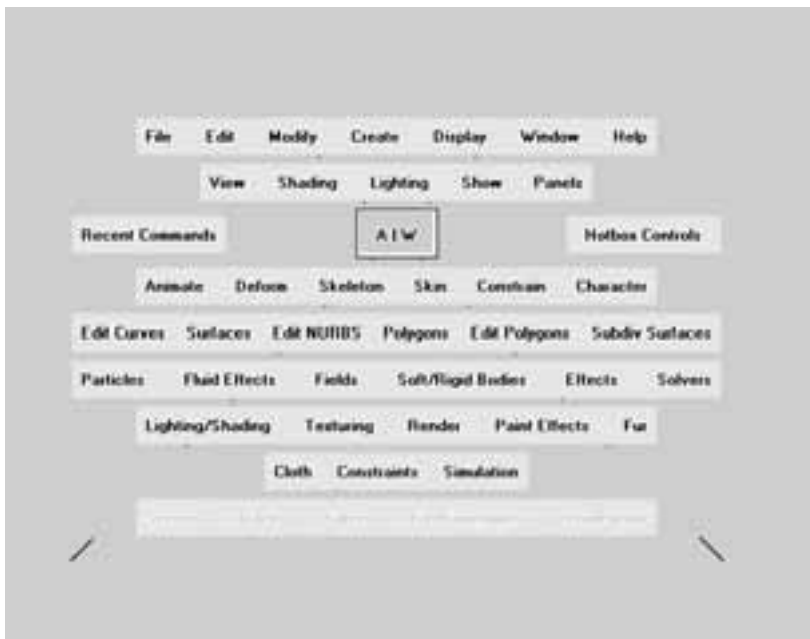 File Edit Modify Create Display Window Help
View Shading Lighting Show Panels
Recent Commands A | W Hotbox Controls
Animate Deform Skeleton Skin Constrain Character
Edit Curves Surfaces Edit NURBS Polygons Edit Polygons Subdiv Surfaces
Particles Fluid Effects Fields Soft/Rigid Bodies Effects Solvers
Lighting/Shading Texturing Render Paint Effects Fur
Cloth Constraints Simulation